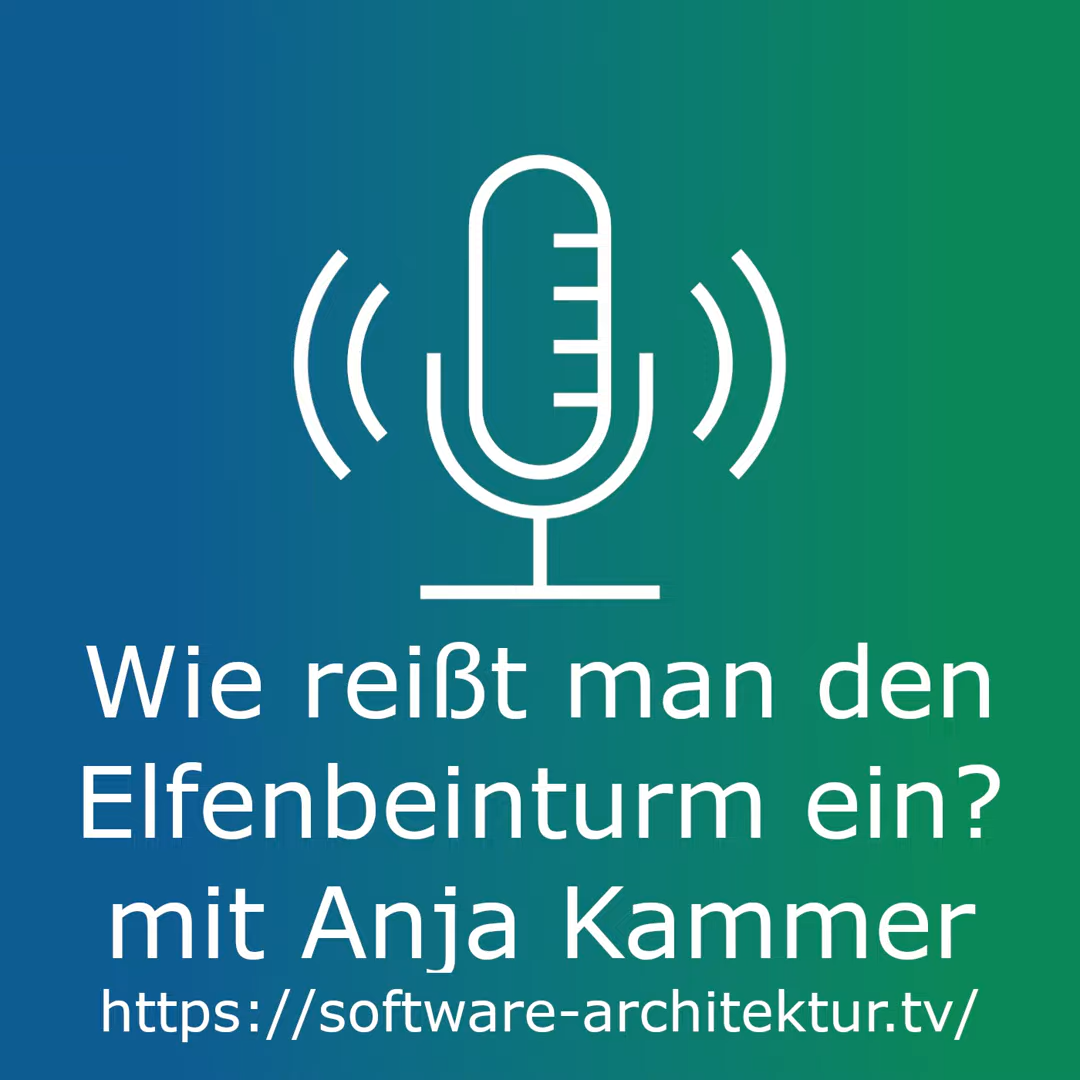 Wie reißt man den
Elfenbeinturm ein?
mit Anja Kammer
https://software-architektur.tv/